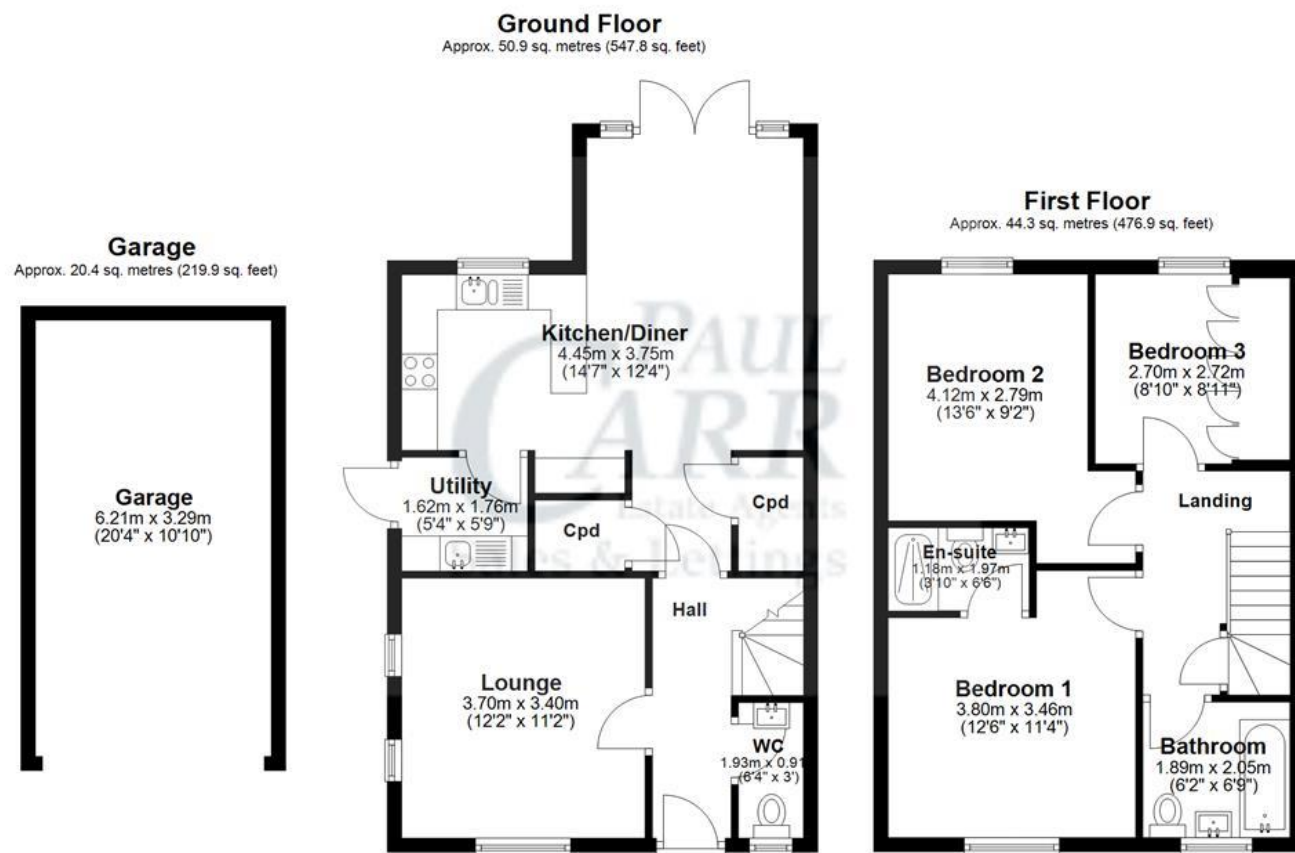 Ground Floor
Approx. 50.9 sq. metres (547.8 sq. feet)
First Floor
Approx. 44.3 sq. metres (476.9 sq. feet)
Garage
Approx. 20.4 sq. metres (219.9 sq. feet)
Garage
6.21m x 3.29m
(20'4" x 10'10")
Kitchen/Diner
4.45m x 3.75m
(14'7" x 12'4")
Utility
1.62m x 1.76m
(5'4" x 5'9")
Cpd
Cpd
Hall
Lounge
3.70m x 3.40m
(12'2" x 11'2")
WC
1.93m x 0.91
(6'4" x 3')
Bedroom 2
4.12m x 2.79m
(13'6" x 9'2")
Bedroom 3
2.70m x 2.72m
(8'10" x 8'11")
Landing
En-suite
1.18m x 1.97m
(3'10" x 6'6")
Bedroom 1
3.80m x 3.46m
(12'6" x 11'4")
Bathroom
1.89m x 2.05m
(6'2" x 6'9")
PAUL
CARR
Estate Agents
Sales & Lettings